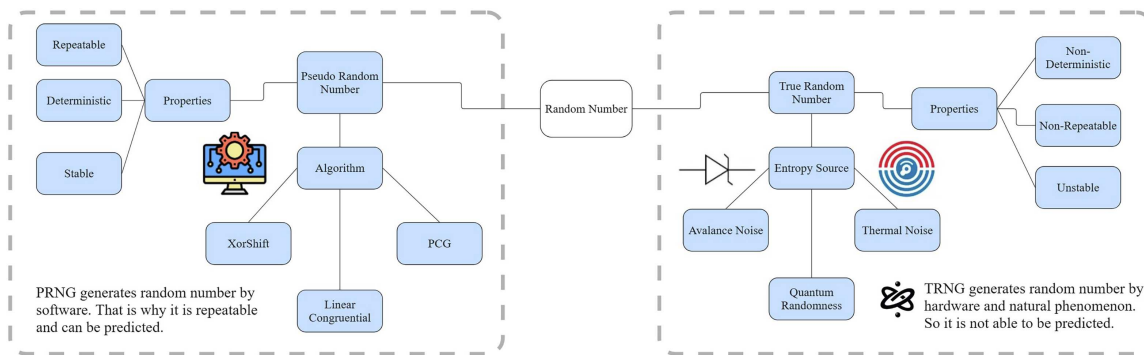 Repeatable
Deterministic
Stable
Properties
Pseudo Random
Number
Algorithm
XorShift
PCG
Linear
Congruential
PRNG generates random number by
software. That is why it is repeatable
and can be predicted.
Random Number
True Random
Number
Properties
Non-
Deterministic
Non-Repeatable
Unstable
Entropy Source
Avalance Noise
Thermal Noise
Quantum
Randomness
TRNG generates random number by
hardware and natural phenomenon.
So it is not able to be predicted.